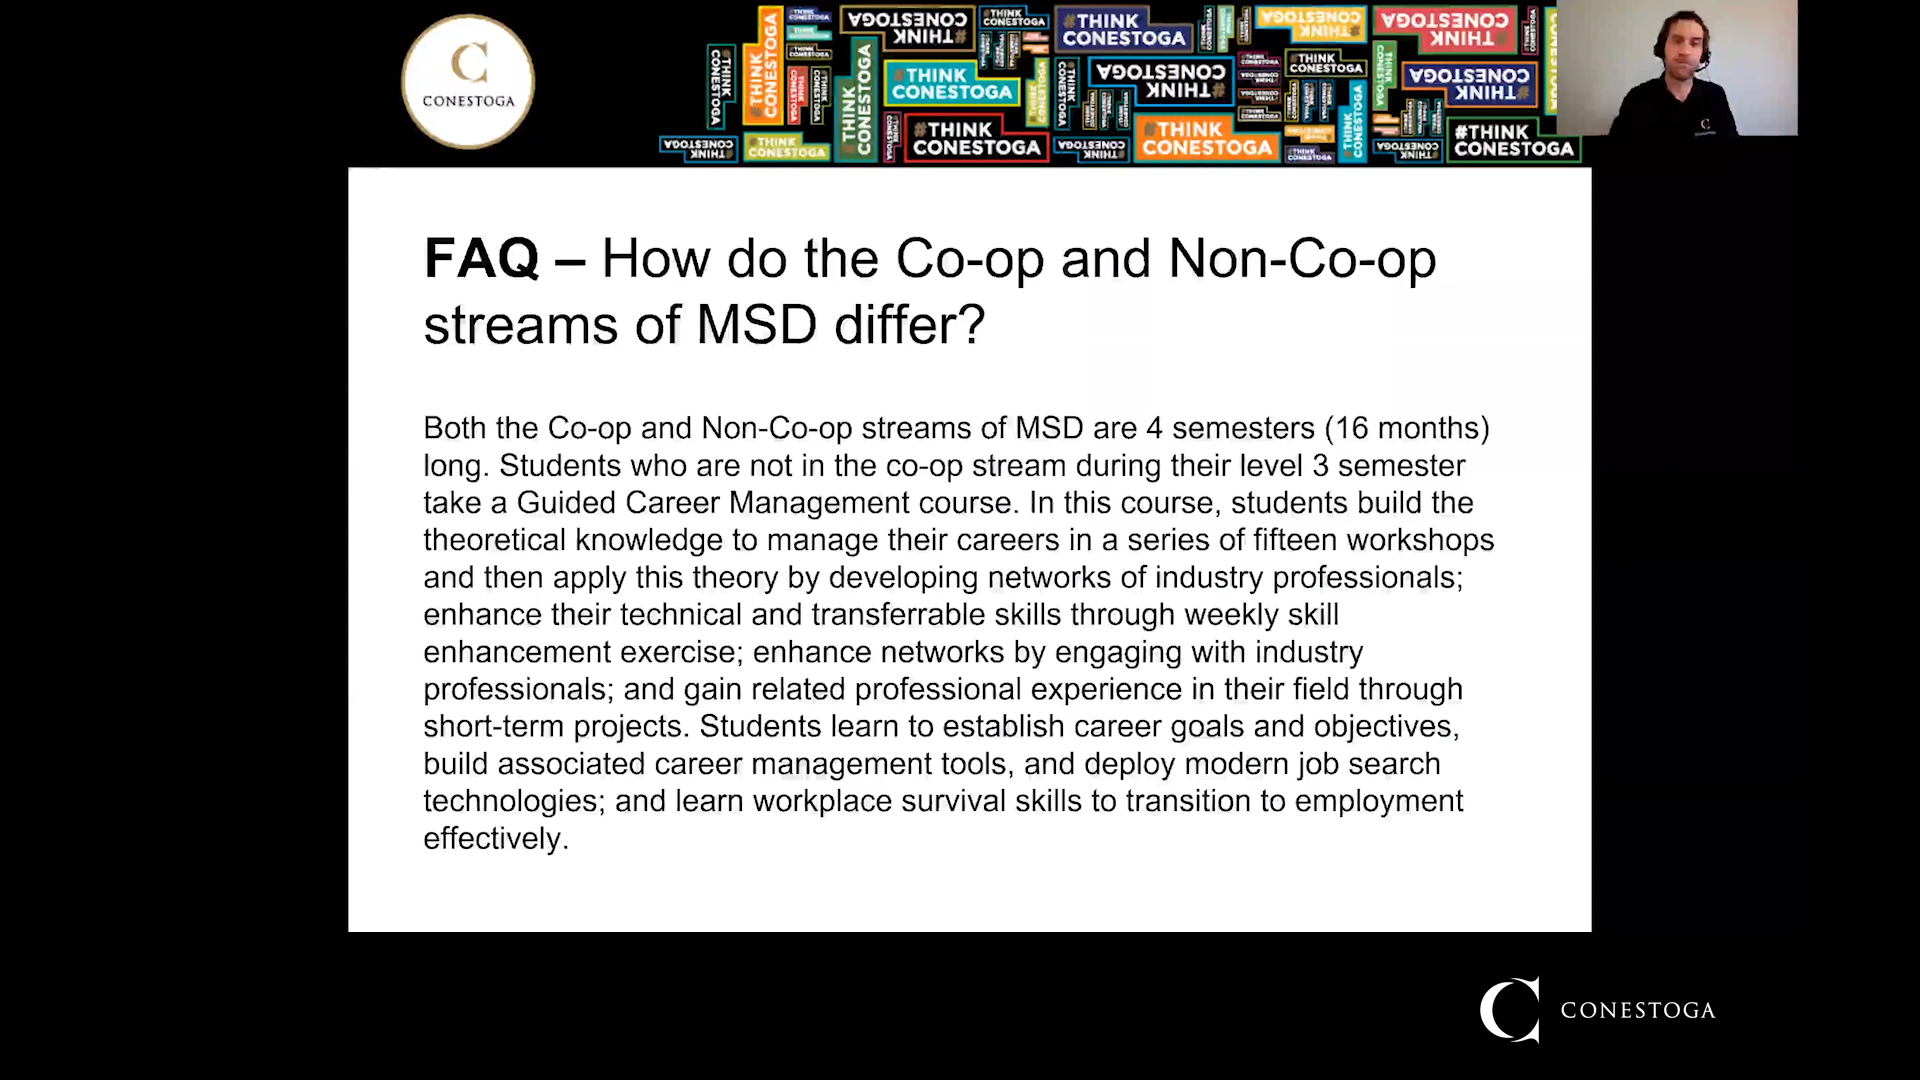 CONESTOGA
#THINK
CONESTOGA
#THINK
CONESTOGA
#THINK
CONESTOGA
#THINK
CONESTOGA
#THINK
CONESTOGA
#THINK
CONESTOGA
#THINK
CONESTOGA
#THINK
CONESTOGA
#THINK
CONESTOGA
#THINK
CONESTOGA
#THINK
CONESTOGA
#THINK
CONESTOGA
#THINK
CONESTOGA
#THINK
CONESTOGA
FAQ – How do the Co-op and Non-Co-op
streams of MSD differ?
Both the Co-op and Non-Co-op streams of MSD are 4 semesters (16 months)
long. Students who are not in the co-op stream during their level 3 semester
take a Guided Career Management course. In this course, students build the
theoretical knowledge to manage their careers in a series of fifteen workshops
and then apply this theory by developing networks of industry professionals;
enhance their technical and transferrable skills through weekly skill
enhancement exercise; enhance networks by engaging with industry
professionals; and gain related professional experience in their field through
short-term projects. Students learn to establish career goals and objectives,
build associated career management tools, and deploy modern job search
technologies; and learn workplace survival skills to transition to employment
effectively.
CONESTOGA